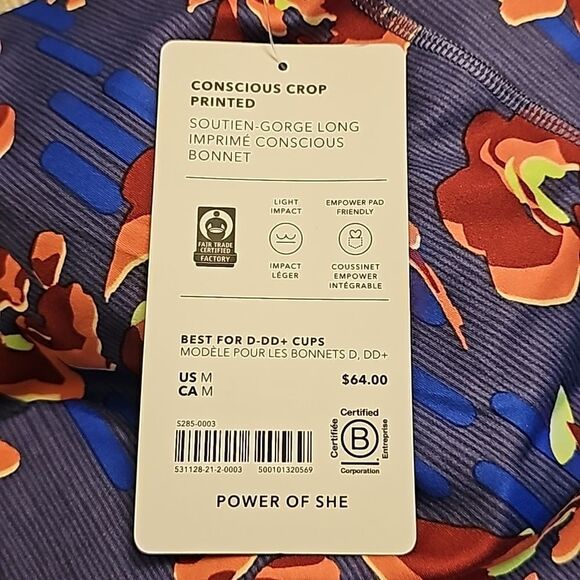 CONSCIOUS CROP
PRINTED
SOUTIEN-GORGE LONG
IMPRIMÉ CONSCIOUS
BONNET
FAIR TRADE
CERTIFIED
FACTORY
LIGHT
IMPACT
IMPACT
LÉGER
EMPOWER PAD
FRIENDLY
COUSSINET
EMPOWER
INTÉGRABLE
BEST FOR D-DD+ CUPS
MODÈLE POUR LES BONNETS D, DD+
US M
CA M
$64.00
S285-0003
531128-21-2-0003
500101320569
Certified
Certifiée
B
Entreprise
Corporation
POWER OF SHE